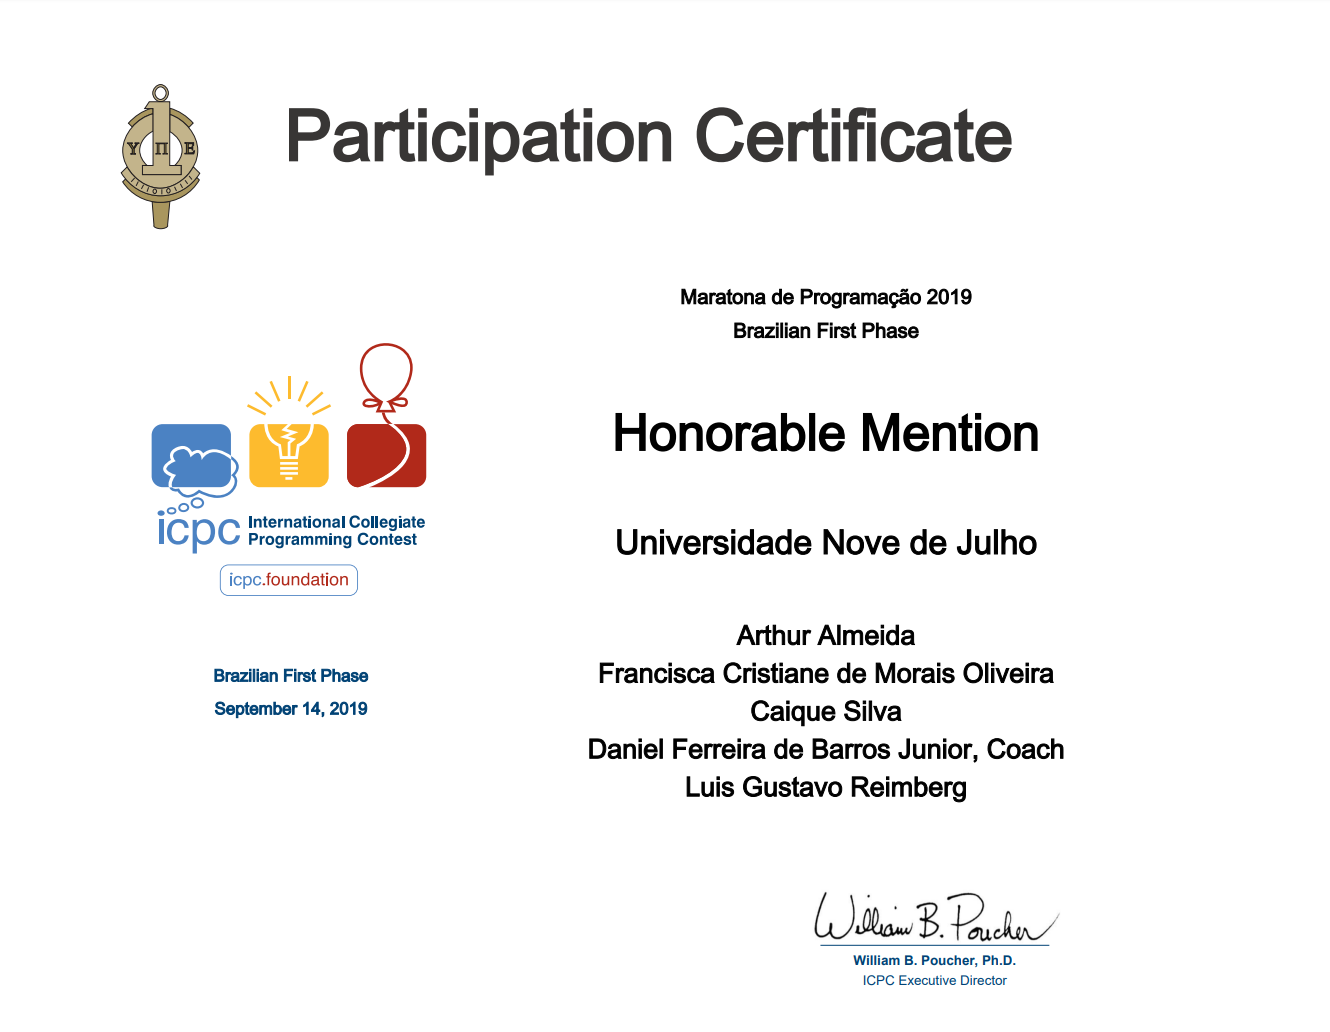 Participation Certificate
Υ Π Ε
Maratona de Programação 2019
Brazilian First Phase
Honorable Mention
Universidade Nove de Julho
Arthur Almeida
Francisca Cristiane de Morais Oliveira
Caique Silva
Daniel Ferreira de Barros Junior, Coach
Luis Gustavo Reimberg
icpc International Collegiate
Programming Contest
icpc.foundation
Brazilian First Phase
September 14, 2019
William B. Poucher
William B. Poucher, Ph.D.
ICPC Executive Director